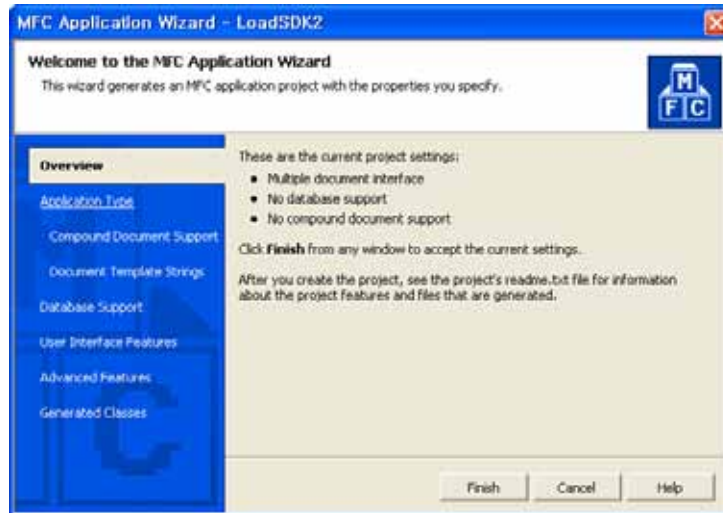 MFC Application Wizard - LoadSDK2
Welcome to the MFC Application Wizard
This wizard generates an MFC application project with the properties you specify.
M
F C
Overview
Application Type
Compound Document Support
Document Template Strings
Database Support
User Interface Features
Advanced Features
Generated Classes
These are the current project settings:
• Multiple document interface
• No database support
• No compound document support
Click Finish from any window to accept the current settings.
After you create the project, see the project's readme.txt file for information
about the project features and files that are generated.
Finish Cancel Help